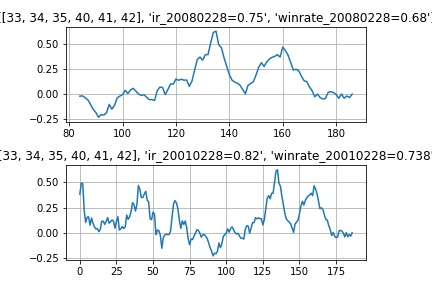 [[33, 34, 35, 40, 41, 42], 'ir_20080228=0.75', 'winrate_20080228=0.68']
0.50
0.25
0.00
−0.25
80 100 120 140 160 180
[33, 34, 35, 40, 41, 42], 'ir_20010228=0.82', 'winrate_20010228=0.738'
0.50
0.25
0.00
−0.25
0 25 50 75 100 125 150 175